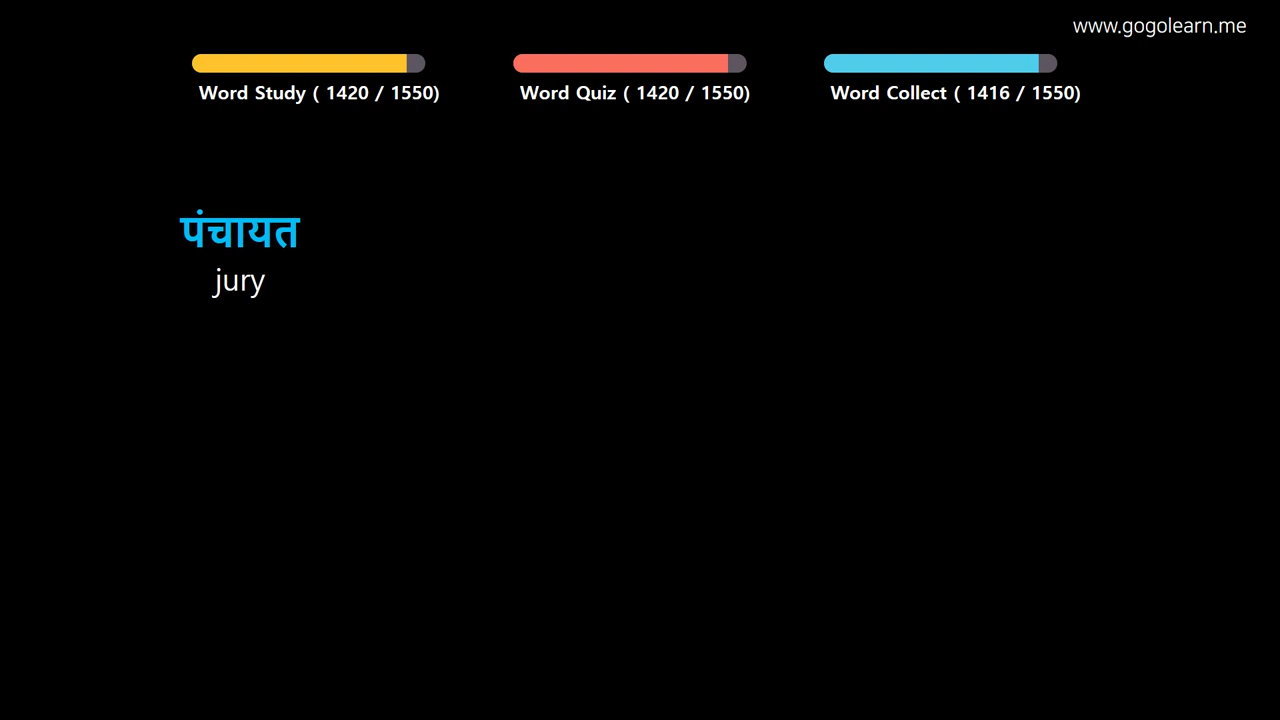 www.gogolearn.me
Word Study ( 1420 / 1550)
Word Quiz ( 1420 / 1550)
Word Collect ( 1416 / 1550)
पंचायत
jury